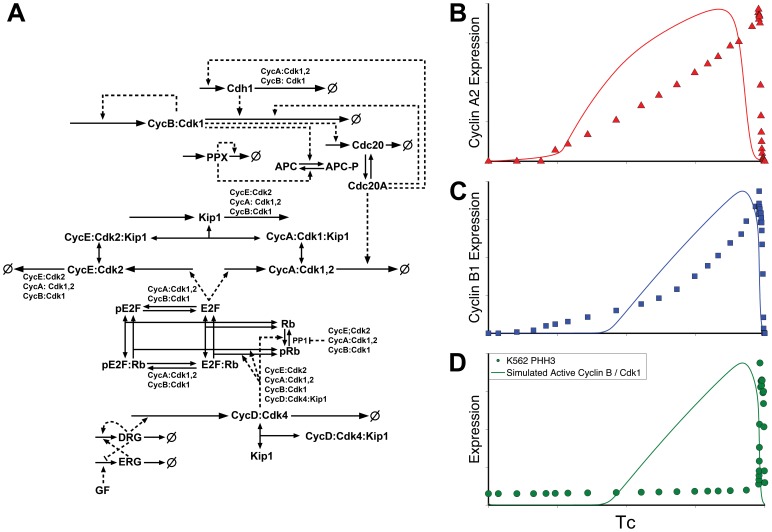 A
CycA:Cdk1,2
CycB: Cdk1
Cdh1
∅
CycB:Cdk1
∅
Cdc20
∅
PPX
∅
APC
APC-P
Cdc20A
CycE:Cdk2
CycA: Cdk1,2
CycB:Cdk1
Kip1
CycE:Cdk2:Kip1
CycA:Cdk1:Kip1
∅
CycE:Cdk2
CycA:Cdk1,2
∅
CycE:Cdk2
CycA: Cdk1,2
CycB:Cdk1
CycA:Cdk1,2
CycB:Cdk1
pE2F
E2F
Rb
PP1
CycE;Cdk2
CycA:Cdk1,2
CycB:Cdk1
pRb
pE2F:Rb
E2F:Rb
CycA:Cdk1,2
CycB:Cdk1
CycE:Cdk2
CycA:Cdk1,2
CycB:Cdk1
CycD:Cdk4:Kip1
CycD:Cdk4
∅
DRG
∅
Kip1
CycD:Cdk4:Kip1
ERG
∅
GF
B
Cyclin A2 Expression
C
Cyclin B1 Expression
D
K562 PHH3
Simulated Active Cyclin B / Cdk1
Expression
Tc